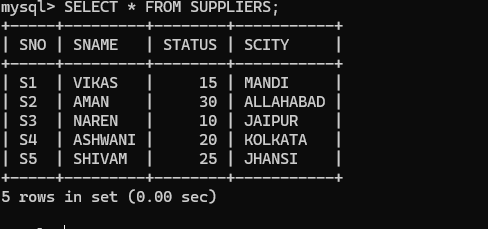 mysql> SELECT * FROM SUPPLIERS;
+-----+---------+--------+-----------+
| SNO | SNAME   | STATUS | SCITY     |
+-----+---------+--------+-----------+
| S1  | VIKAS   |     15 | MANDI     |
| S2  | AMAN    |     30 | ALLAHABAD |
| S3  | NAREN   |     10 | JAIPUR    |
| S4  | ASHWANI |     20 | KOLKATA   |
| S5  | SHIVAM  |     25 | JHANSI    |
+-----+---------+--------+-----------+
5 rows in set (0.00 sec)